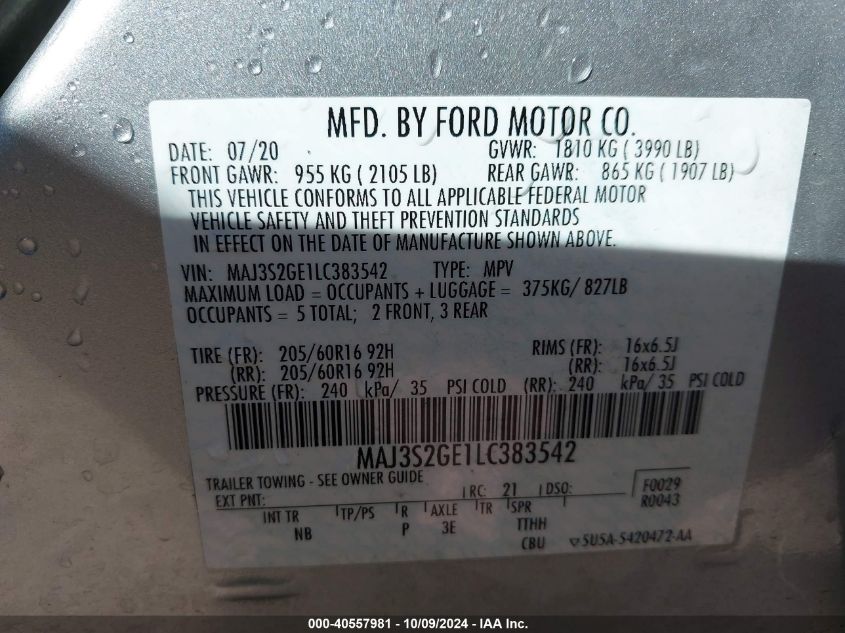 MFD. BY FORD MOTOR CO.
DATE: 07/20 GVWR: 1810 KG ( 3990 LB)
FRONT GAWR: 955 KG ( 2105 LB) REAR GAWR: 865 KG ( 1907 LB)
THIS VEHICLE CONFORMS TO ALL APPLICABLE FEDERAL MOTOR
VEHICLE SAFETY AND THEFT PREVENTION STANDARDS
IN EFFECT ON THE DATE OF MANUFACTURE SHOWN ABOVE.
VIN: MAJ3S2GE1LC383542 TYPE: MPV
MAXIMUM LOAD = OCCUPANTS + LUGGAGE = 375KG/ 827LB
OCCUPANTS = 5 TOTAL; 2 FRONT, 3 REAR
TIRE (FR): 205/60R16 92H RIMS (FR): 16x6.5J
(RR): 205/60R16 92H (RR): 16x6.5J
PRESSURE (FR): 240 kPa/ 35 PSI COLD (RR): 240 kPa/ 35 PSI COLD
MAJ3S2GE1LC383542
TRAILER TOWING - SEE OWNER GUIDE
EXT PNT: RC: 21 DSO: F0029
R0043
INT TR TP/PS R AXLE TR SPR
NB P 3E TTHH
CBU 5U5A-5420472-AA
000-40557981 - 10/09/2024 - IAA Inc.